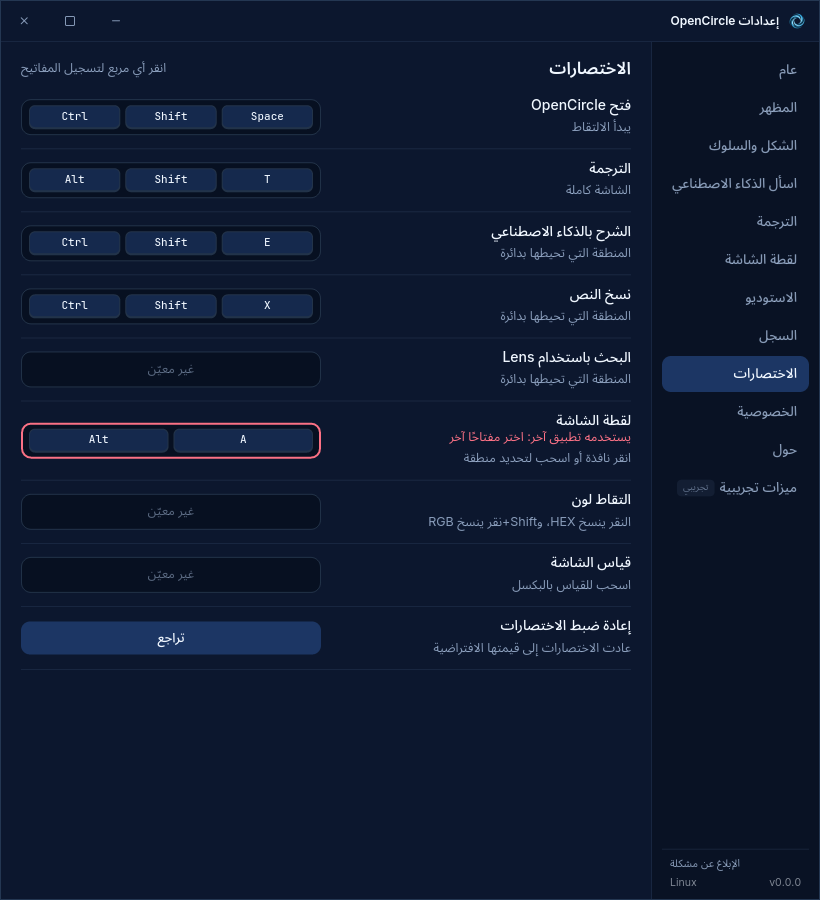 إعدادات OpenCircle
عام
المظهر
الشكل والسلوك
اسأل الذكاء الاصطناعي
الترجمة
لقطة الشاشة
الاستوديو
السجل
الاختصارات
الخصوصية
حول
ميزات تجريبية تجريبي
الإبلاغ عن مشكلة
v0.0.0 Linux
الاختصارات
انقر أي مربع لتسجيل المفاتيح
فتح OpenCircle
يبدأ الالتقاط
Ctrl Shift Space
الترجمة
الشاشة كاملة
Alt Shift T
الشرح بالذكاء الاصطناعي
المنطقة التي تحيطها بدائرة
Ctrl Shift E
نسخ النص
المنطقة التي تحيطها بدائرة
Ctrl Shift X
البحث باستخدام Lens
المنطقة التي تحيطها بدائرة
غير معيّن
لقطة الشاشة
يستخدمه تطبيق آخر: اختر مفتاحًا آخر
انقر نافذة أو اسحب لتحديد منطقة
Alt A
التقاط لون
النقر ينسخ HEX، وShift+نقر ينسخ RGB
غير معيّن
قياس الشاشة
اسحب للقياس بالبكسل
غير معيّن
إعادة ضبط الاختصارات
عادت الاختصارات إلى قيمتها الافتراضية
تراجع